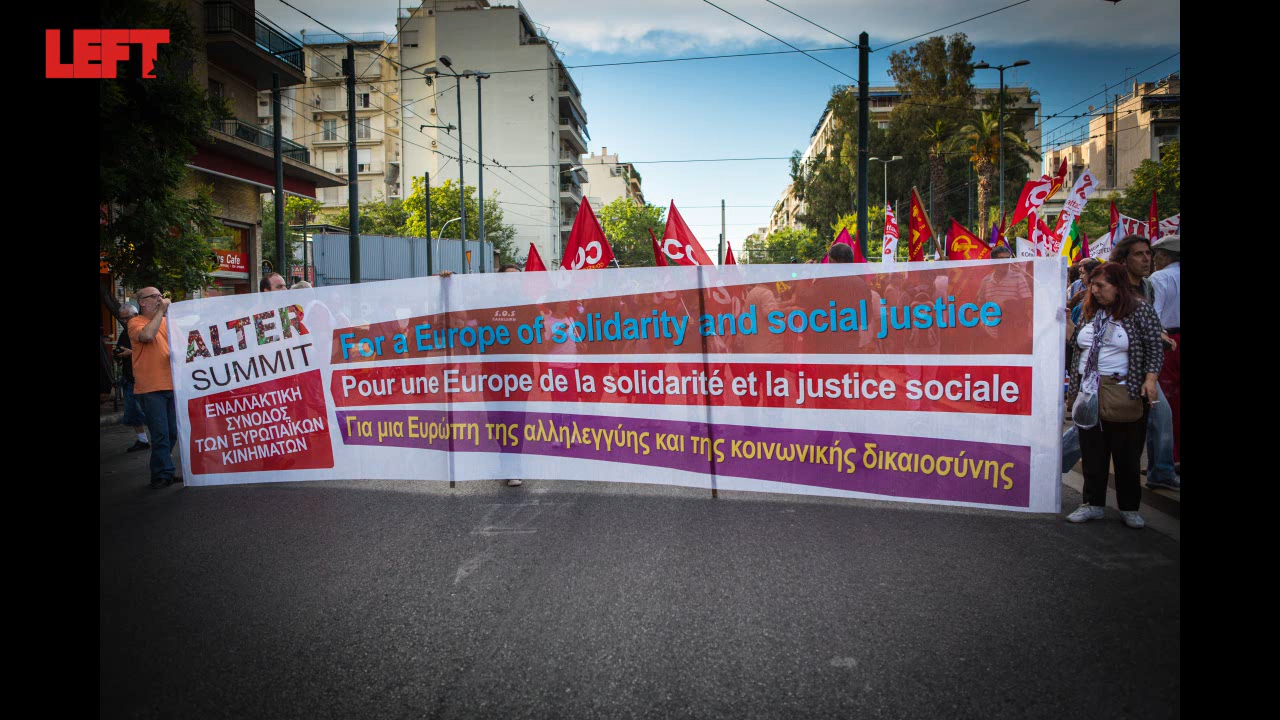 LEFT
ALTER
SUMMIT
ΕΝΑΛΛΑΚΤΙΚΗ
ΣΥΝΟΔΟΣ
ΤΩΝ ΕΥΡΩΠΑΪΚΩΝ
ΚΙΝΗΜΑΤΩΝ
S.O.S
For a Europe of solidarity and social justice
Pour une Europe de la solidarité et la justice sociale
Για μια Ευρώπη της αλληλεγγύης και της κοινωνικής δικαιοσύνης
Cafe